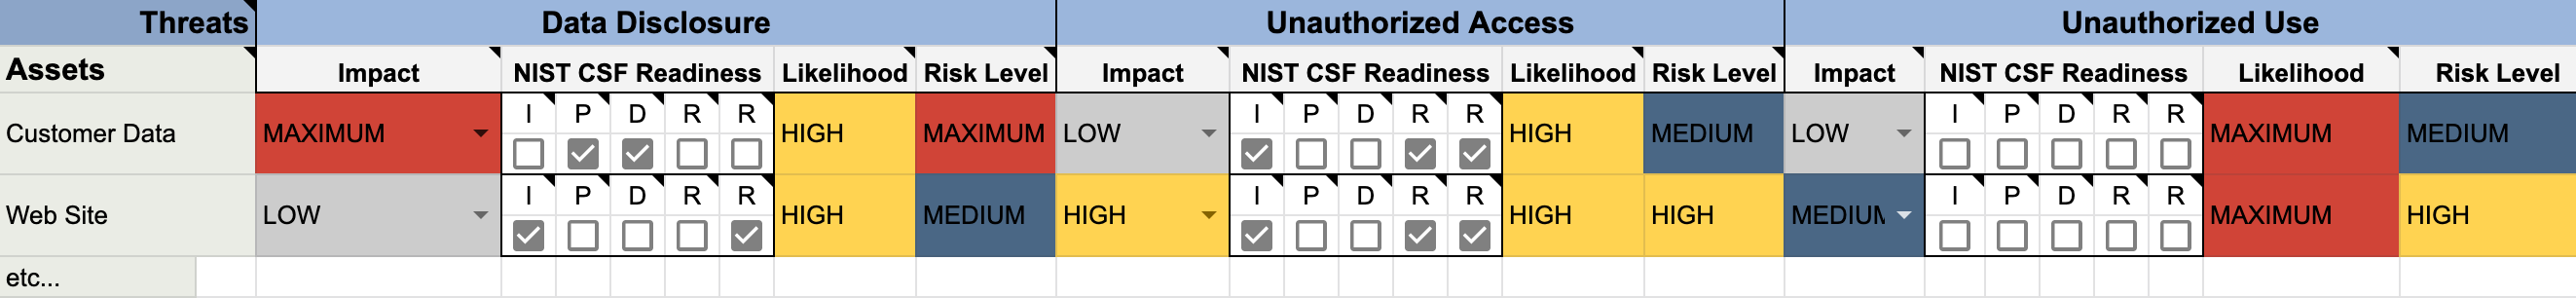 Threats Data Disclosure Unauthorized Access Unauthorized Use
Assets Impact NIST CSF Readiness Likelihood Risk Level Impact NIST CSF Readiness Likelihood Risk Level Impact NIST CSF Readiness Likelihood Risk Level
I P D R R I P D R R I P D R R
Customer Data MAXIMUM HIGH MAXIMUM LOW HIGH MEDIUM LOW MAXIMUM MEDIUM
I P D R R I P D R R I P D R R
Web Site LOW HIGH MEDIUM HIGH HIGH HIGH MEDIUM MAXIMUM HIGH
etc...